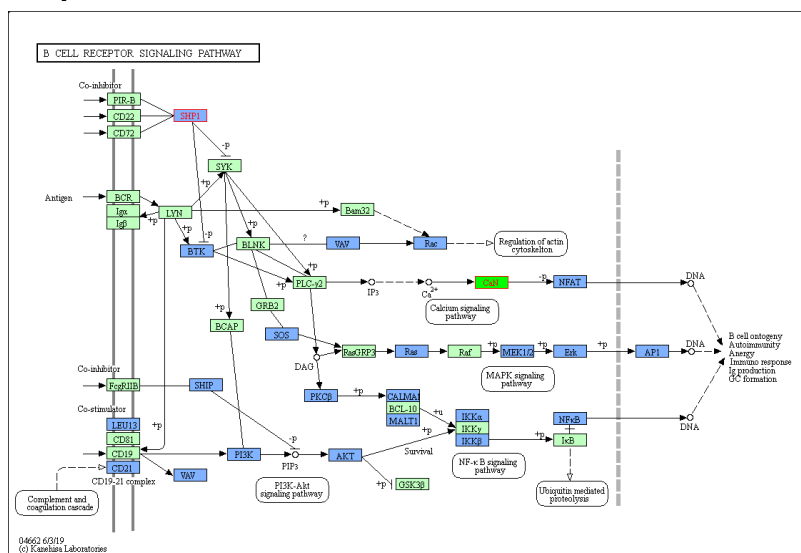 B CELL RECEPTOR SIGNALING PATHWAY
Co-inhibitor
PIR-B
CD22
CD72
SHP1
-p
SYK
Antigen
BCR
Igα
Igβ
LYN
+p
+p
+p
+p
-p
BTK
+p
Bam32
BLNK
?
VAV
Rac
Regulation of actin
cytoskelton
+p
+p
PLC-γ2
IP3
Ca2+
CaN
-p
NFAT
DNA
Calcium signaling
pathway
GRB2
+p
BCAP
SOS
RasGRP3
Ras
Raf
+p
MEK1/2
+p
Erk
+p
AP1
DNA
DAG
MAPK signaling
pathway
B cell ontogeny
Autoimmunity
Anergy
Immuno response
Ig production
GC formation
Co-inhibitor
FcgRIIB
SHIP
PKCβ
+p
CALMA1
BCL-10
MALT1
+u
IKKα
IKKγ
IKKβ
+p
NFκB
IκB
DNA
Co-stimulator
LEU13
CD81
CD19
CD21
+p
CD19-21 complex
VAV
PI3K
-p
PIP3
AKT
+p
Survival
+p
GSK3β
PI3K-Akt
signaling pathway
NF-κ B signaling
pathway
Ubiquitin mediated
proteolysis
Complement and
coagulation cascade
04662 6/3/19
(c) Kanehisa Laboratories